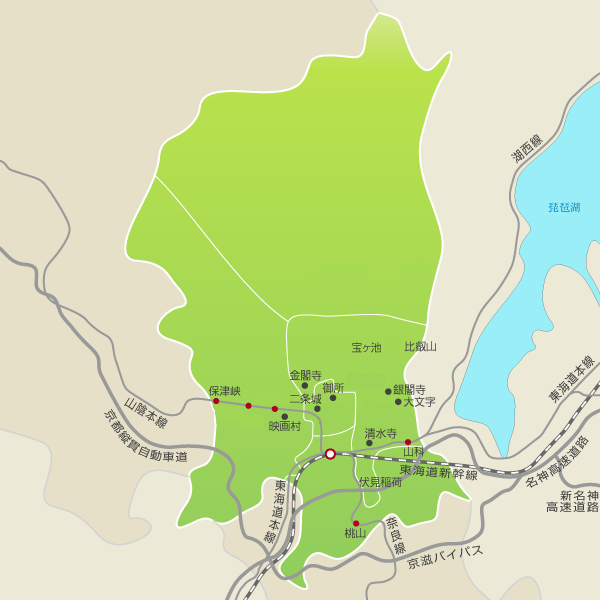 湖西線
琵琶湖
宝ヶ池
比叡山
金閣寺
保津峡
御所
銀閣寺
二条城
大文字
山陰本線
映画村
清水寺
京都縦貫自動車道
山科
東海道本線
東海道新幹線
名神高速道路
伏見稲荷
東海道本線
新名神
高速道路
桃山
奈良線
京滋バイパス